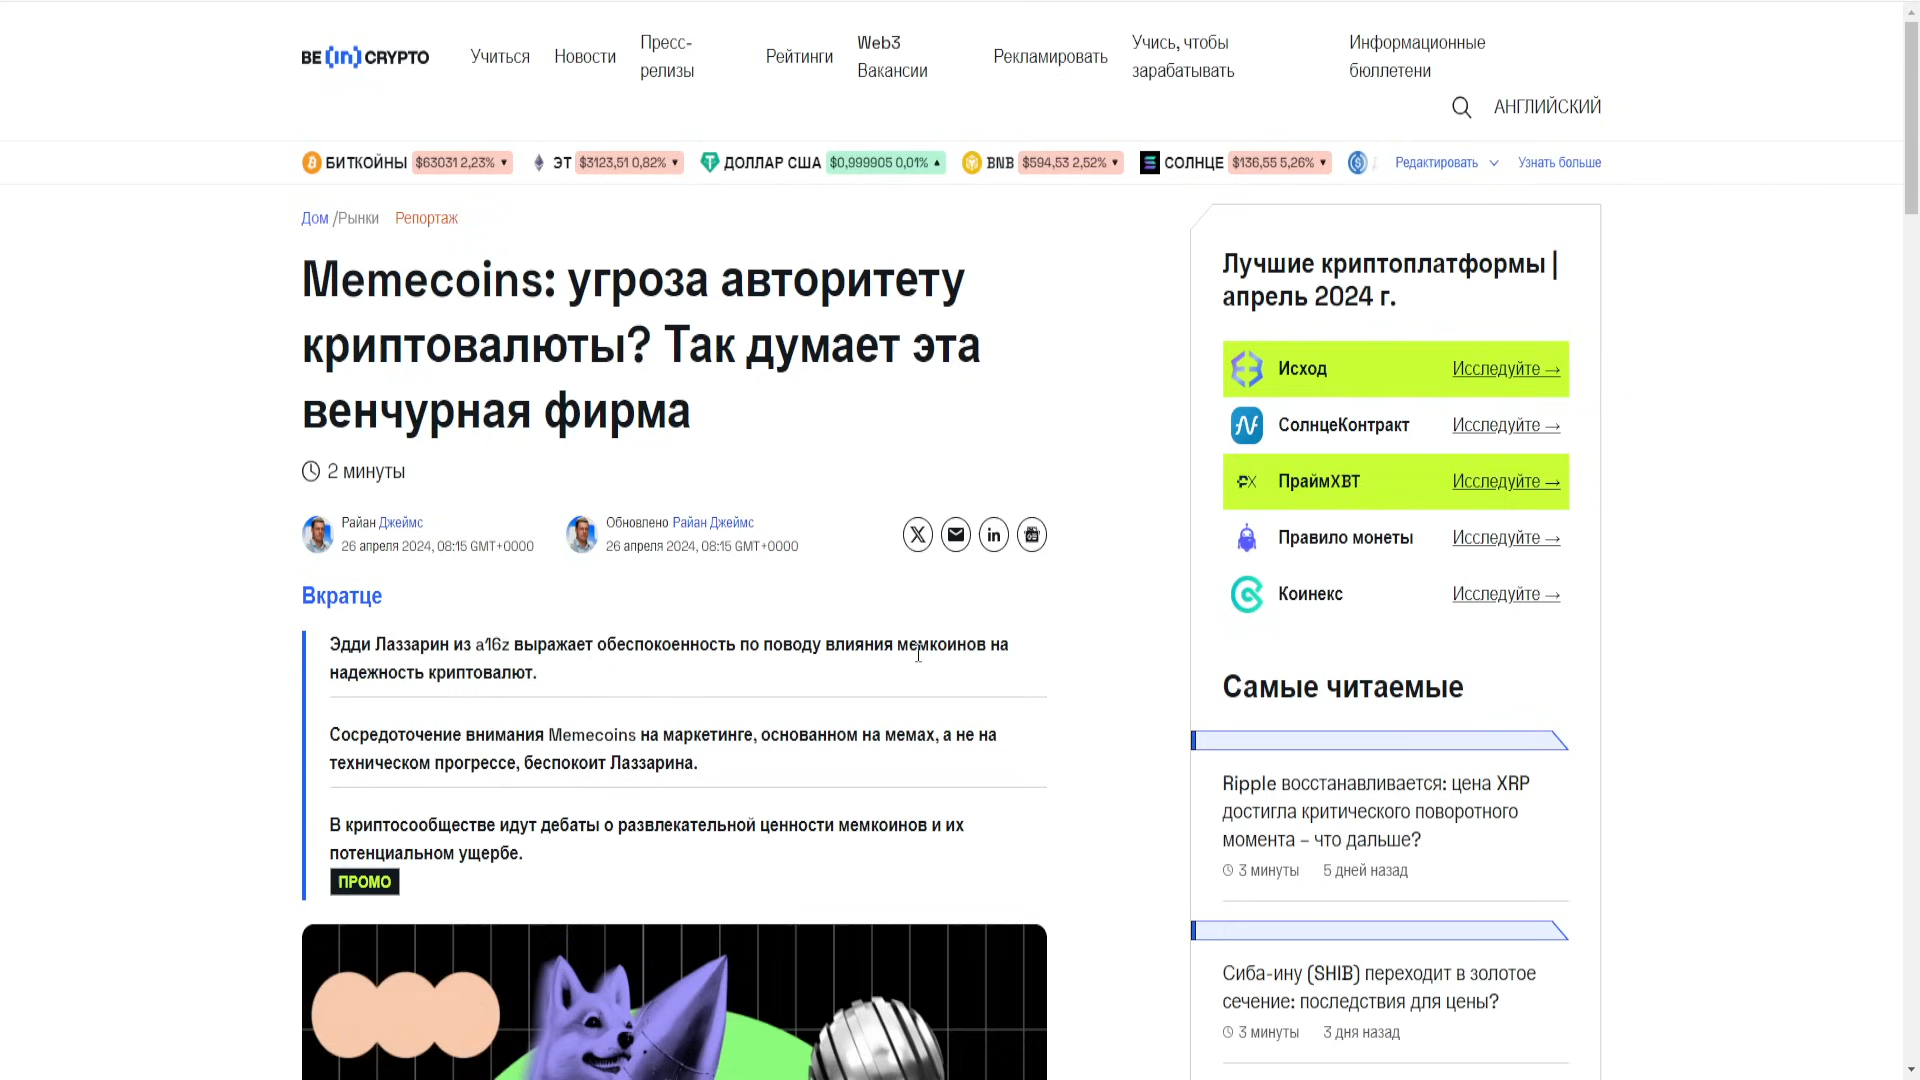 BE[in]CRYPTO
Учиться
Новости
Пресс-
релизы
Рейтинги
Web3
Вакансии
Рекламировать
Учись, чтобы
зарабатывать
Информационные
бюллетени
АНГЛИЙСКИЙ
БИТКОЙНЫ $63031 2,23% ▼
ЭТ $3123,51 0,82% ▼
ДОЛЛАР США $0,999905 0,01% ▲
BNB $594,53 2,52% ▼
СОЛНЦЕ $136,55 5,26% ▼
Редактировать
Узнать больше
Дом /Рынки Репортаж
Memecoins: угроза авторитету
криптовалюты? Так думает эта
венчурная фирма
2 минуты
Райан Джеймс
26 апреля 2024, 08:15 GMT+0000
Обновлено Райан Джеймс
26 апреля 2024, 08:15 GMT+0000
Вкратце
Эдди Лаззарин из a16z выражает обеспокоенность по поводу влияния мемкоинов на
надежность криптовалют.
Сосредоточение внимания Memecoins на маркетинге, основанном на мемах, а не на
техническом прогрессе, беспокоит Лаззарина.
В криптосообществе идут дебаты о развлекательной ценности мемкоинов и их
потенциальном ущербе.
ПРОМО
Лучшие криптоплатформы |
апрель 2024 г.
Исход Исследуйте →
СолнцеКонтракт Исследуйте →
ПраймХВТ Исследуйте →
Правило монеты Исследуйте →
Коинекс Исследуйте →
Самые читаемые
Ripple восстанавливается: цена XRP
достигла критического поворотного
момента – что дальше?
3 минуты 5 дней назад
Сиба-ину (SHIB) переходит в золотое
сечение: последствия для цены?
3 минуты 3 дня назад